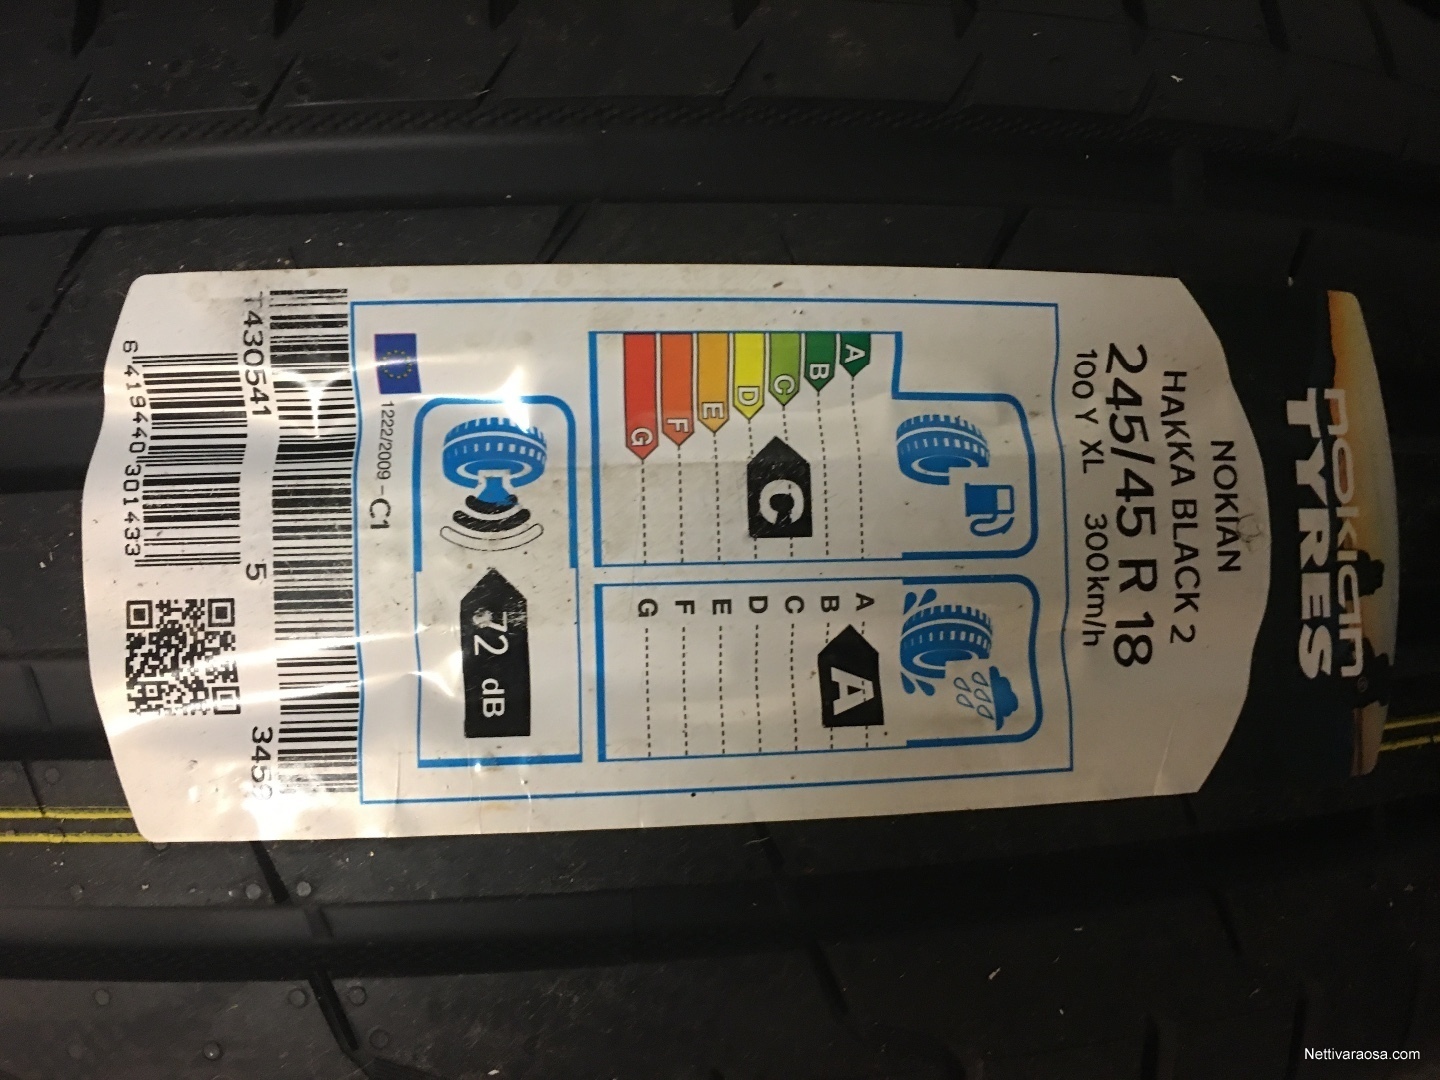 nokian
TYRES
NOKIAN
HAKKA BLACK 2
245/45 R 18
100 Y XL 300km/h
A
B
C
D
E
F
G
C
A
B
C
D
E
F
G
A
72 dB
1222/2009 - C1
T430541 5 345
6 419440 301433
Nettivaraosa.com